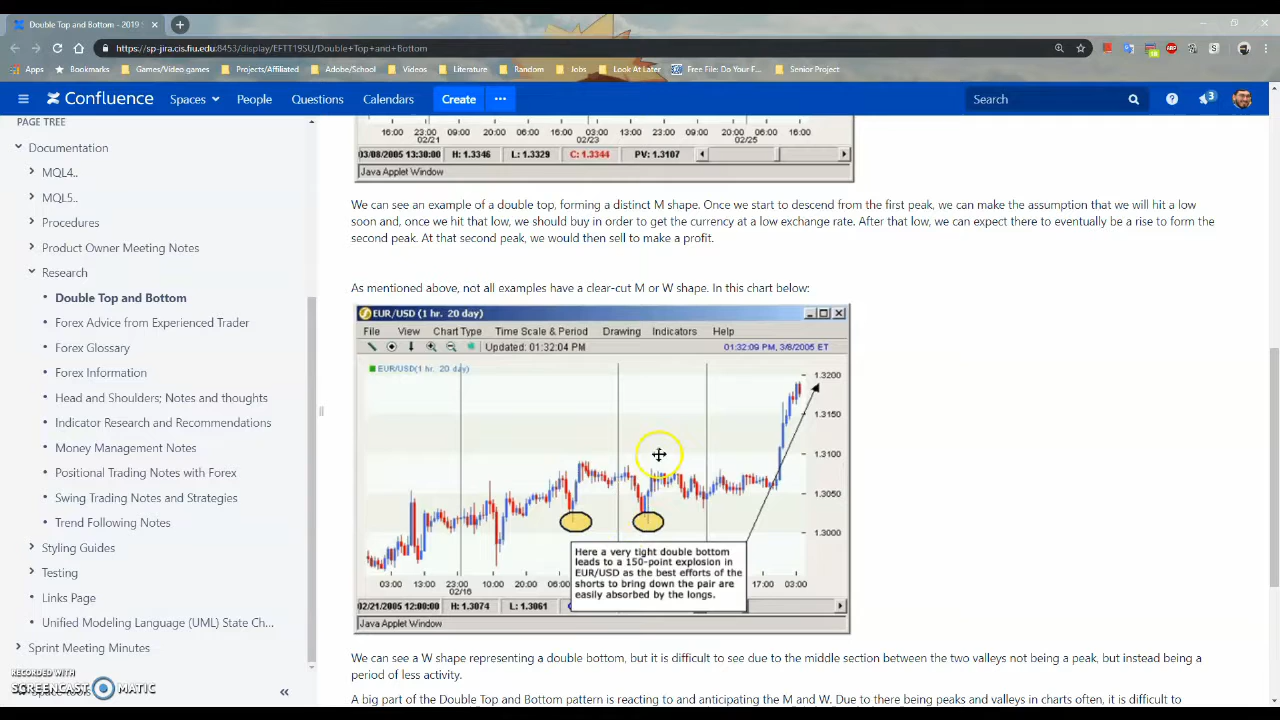 Double Top and Bottom - 2019
https://sp-jira.cis.fiu.edu:8453/display/EFTT19SU/Double+Top+and+Bottom
Apps Bookmarks Games/Video games Projects/Affiliated Adobe/School Videos Literature Random Jobs Look At Later Free File: Do Your F... Senior Project
Confluence Spaces People Questions Calendars Create ... Search 3
PAGE TREE
Documentation
MQL4..
MQL5..
Procedures
Product Owner Meeting Notes
Research
Double Top and Bottom
Forex Advice from Experienced Trader
Forex Glossary
Forex Information
Head and Shoulders; Notes and thoughts
Indicator Research and Recommendations
Money Management Notes
Positional Trading Notes with Forex
Swing Trading Notes and Strategies
Trend Following Notes
Styling Guides
Testing
Links Page
Unified Modeling Language (UML) State Ch...
Sprint Meeting Minutes
RECORDED WITH
SCREENCAST MATIC
16:00 23:00 09:00 20:00 06:00 16:00 03:00 13:00 23:00 09:00 20:00 06:00 16:00
02/21 02/23 02/25
03/08/2005 13:30:00 H: 1.3346 L: 1.3329 C: 1.3344 PV: 1.3107
Java Applet Window
We can see an example of a double top, forming a distinct M shape. Once we start to descend from the first peak, we can make the assumption that we will hit a low
soon and, once we hit that low, we should buy in order to get the currency at a low exchange rate. After that low, we can expect there to eventually be a rise to form the
second peak. At that second peak, we would then sell to make a profit.
As mentioned above, not all examples have a clear-cut M or W shape. In this chart below:
EUR/USD (1 hr. 20 day)
File View Chart Type Time Scale & Period Drawing Indicators Help
Updated: 01:32:04 PM 01:32:09 PM, 3/8/2005 ET
EUR/USD(1 hr. 20 day)
1.3200
1.3150
1.3100
1.3050
1.3000
Here a very tight double bottom
leads to a 150-point explosion in
EUR/USD as the best efforts of the
shorts to bring down the pair are
easily absorbed by the longs.
03:00 13:00 23:00 10:00 20:00 06:00 17:00 03:00
02/16
02/21/2005 12:00:00 H: 1.3074 L: 1.3061
Java Applet Window
We can see a W shape representing a double bottom, but it is difficult to see due to the middle section between the two valleys not being a peak, but instead being a
period of less activity.
A big part of the Double Top and Bottom pattern is reacting to and anticipating the M and W. Due to there being peaks and valleys in charts often, it is difficult to